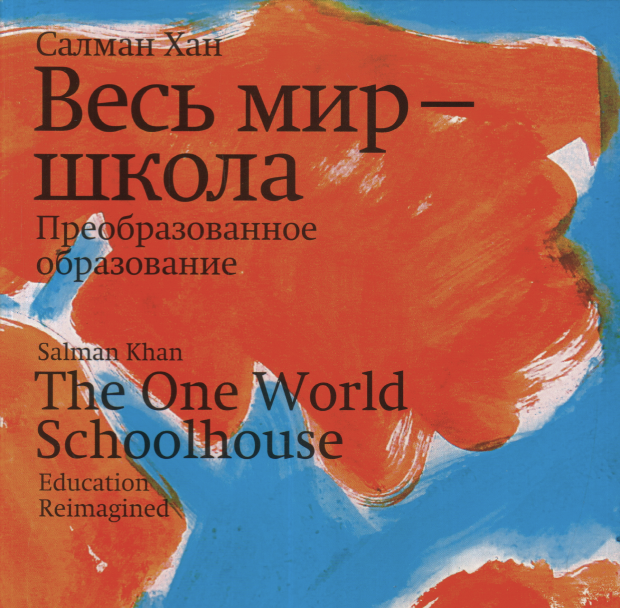 Салман Хан
Весь мир –
школа
Преобразованное
образование
Salman Khan
The One World
Schoolhouse
Education
Reimagined